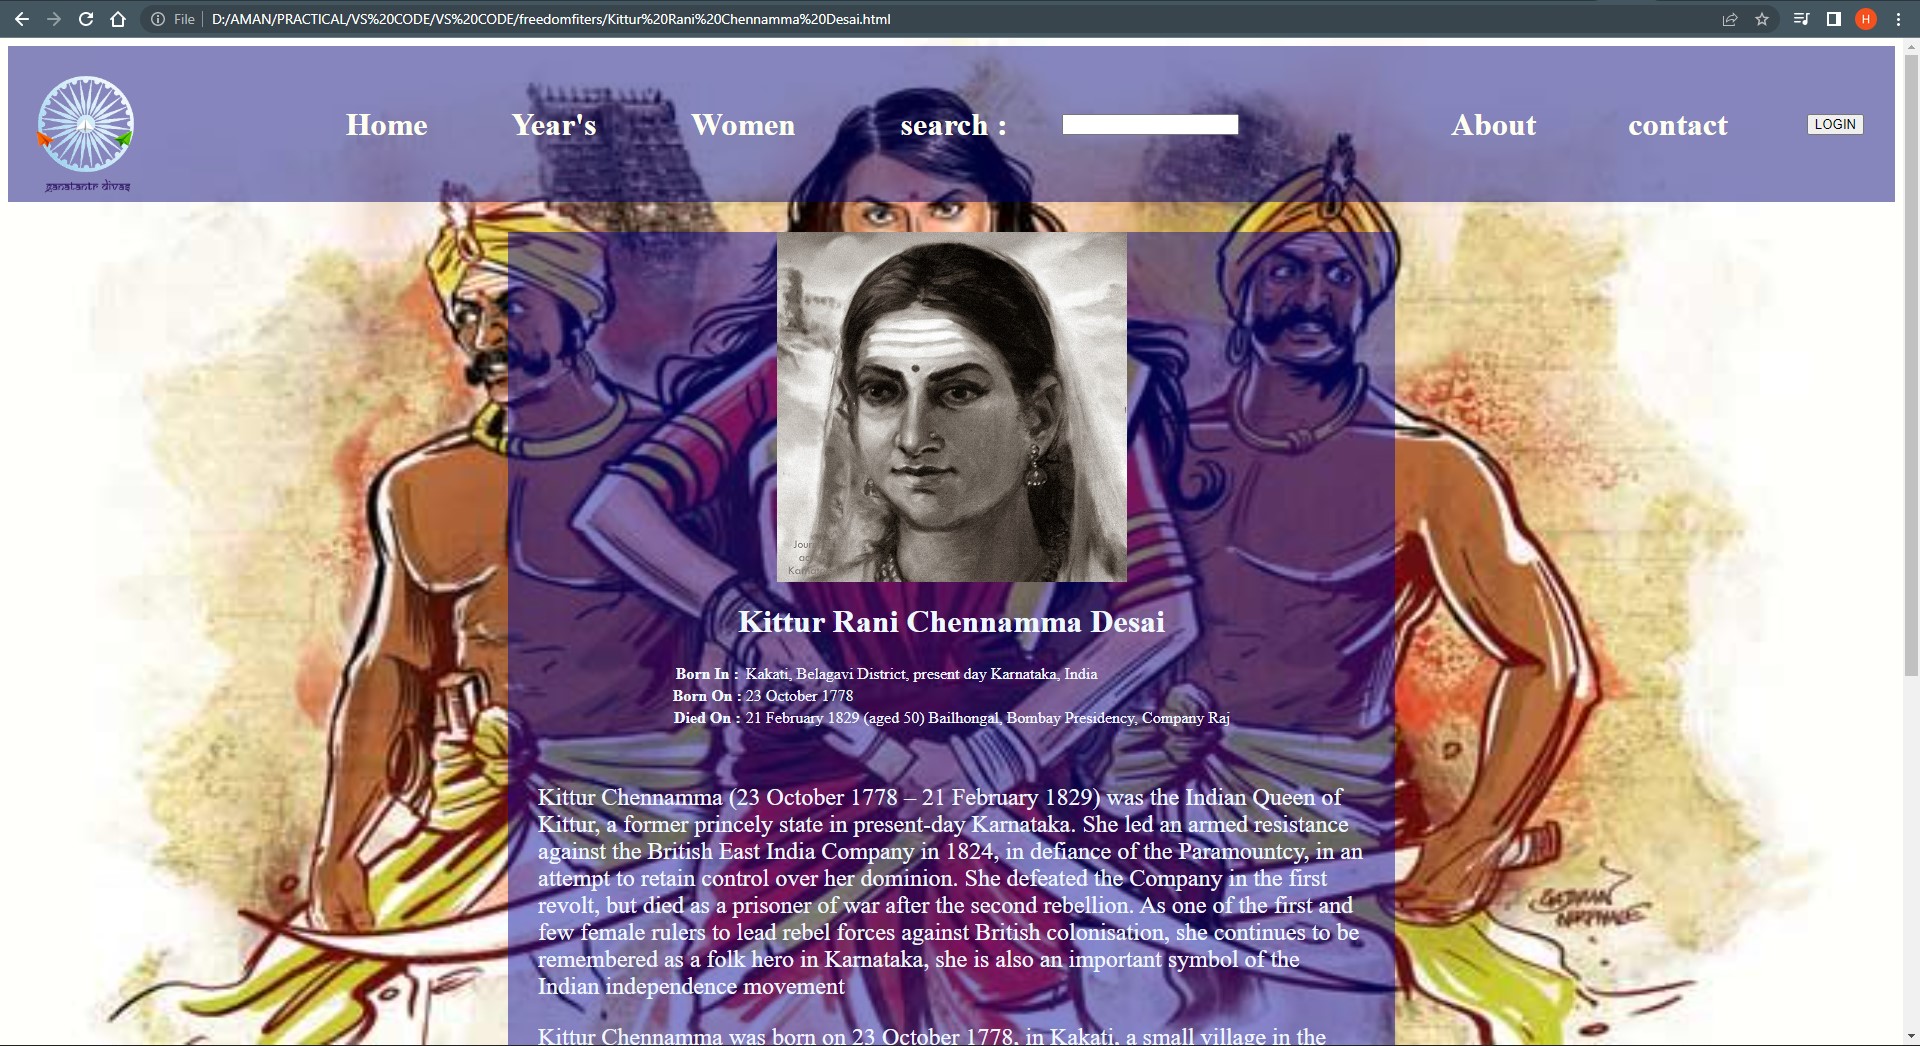 File D:/AMAN/PRACTICAL/VS%20CODE/VS%20CODE/freedomfiters/Kittur%20Rani%20Chennamma%20Desai.html
H
Home Year's Women search : About contact LOGIN
ganatantr divas
Kittur Rani Chennamma Desai
Born In : Kakati, Belagavi District, present day Karnataka, India
Born On : 23 October 1778
Died On : 21 February 1829 (aged 50) Bailhongal, Bombay Presidency, Company Raj
Kittur Chennamma (23 October 1778 – 21 February 1829) was the Indian Queen of
Kittur, a former princely state in present-day Karnataka. She led an armed resistance
against the British East India Company in 1824, in defiance of the Paramountcy, in an
attempt to retain control over her dominion. She defeated the Company in the first
revolt, but died as a prisoner of war after the second rebellion. As one of the first and
few female rulers to lead rebel forces against British colonisation, she continues to be
remembered as a folk hero in Karnataka, she is also an important symbol of the
Indian independence movement
Kittur Chennamma was born on 23 October 1778, in Kakati, a small village in the